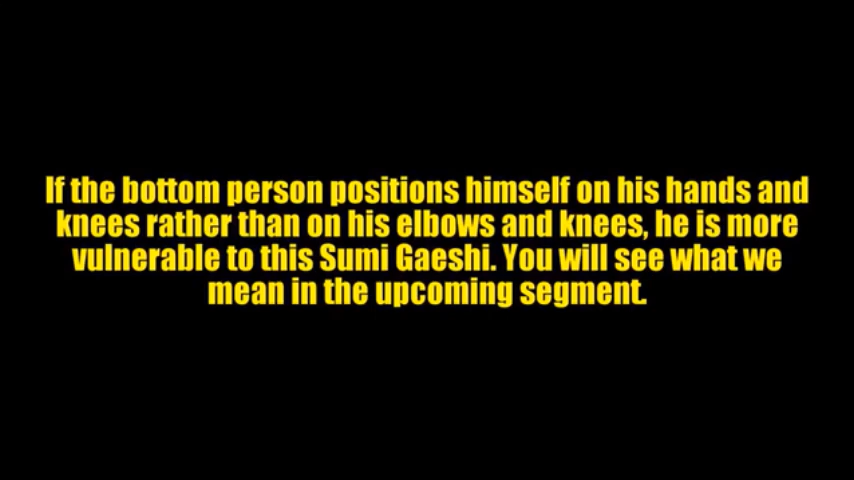 If the bottom person positions himself on his hands and
knees rather than on his elbows and knees, he is more
vulnerable to this Sumi Gaeshi. You will see what we
mean in the upcoming segment.